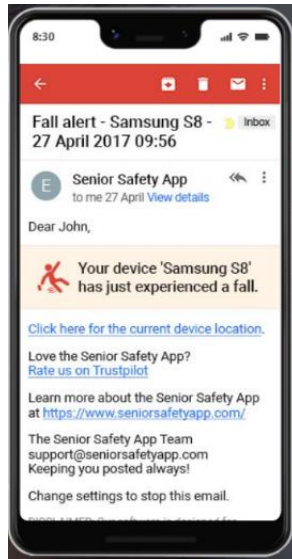 8:30
Fall alert - Samsung S8 -
27 April 2017 09:56
Inbox
E
Senior Safety App
to me 27 April View details
Dear John,
Your device 'Samsung S8'
has just experienced a fall.
Click here for the current device location.
Love the Senior Safety App?
Rate us on Trustpilot
Learn more about the Senior Safety App
at https://www.seniorsafetyapp.com/
The Senior Safety App Team
support@seniorsafetyapp.com
Keeping you posted always!
Change settings to stop this email.